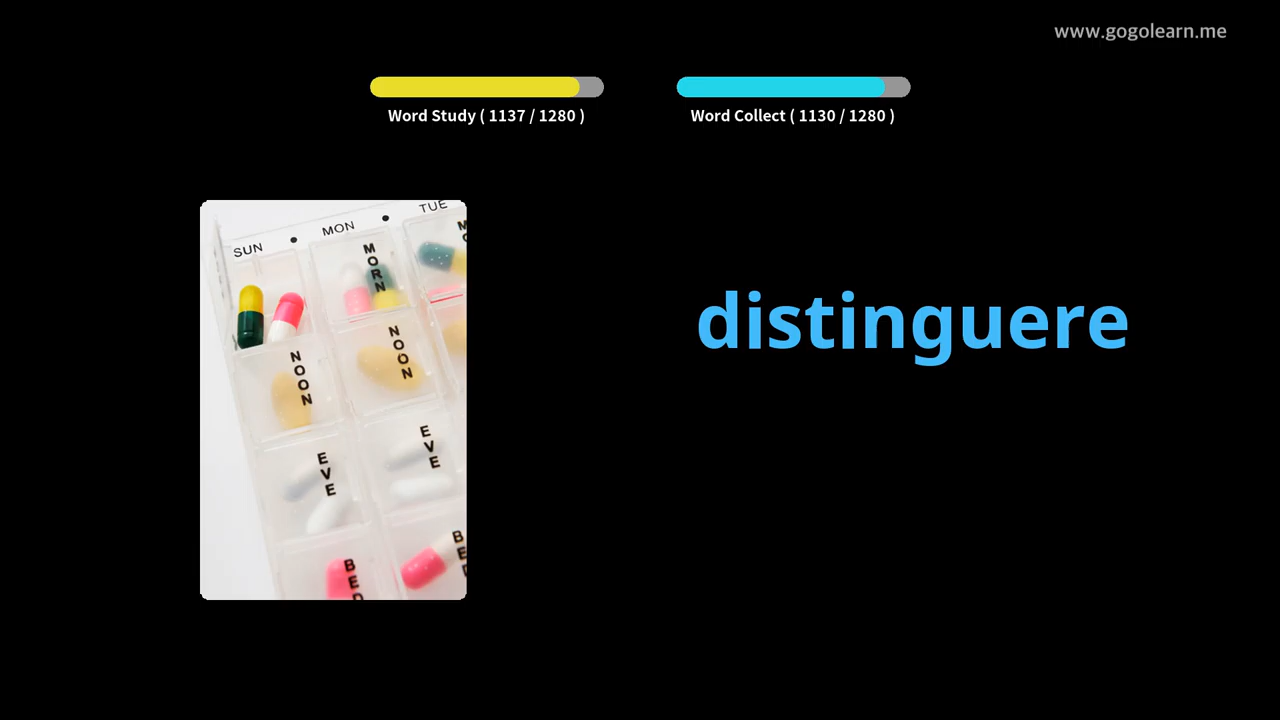 www.gogolearn.me
Word Study ( 1137 / 1280 )
Word Collect ( 1130 / 1280 )
distinguere
SUN
MON
TUE
MORN
NOON
NOON
EVE
EVE
BED